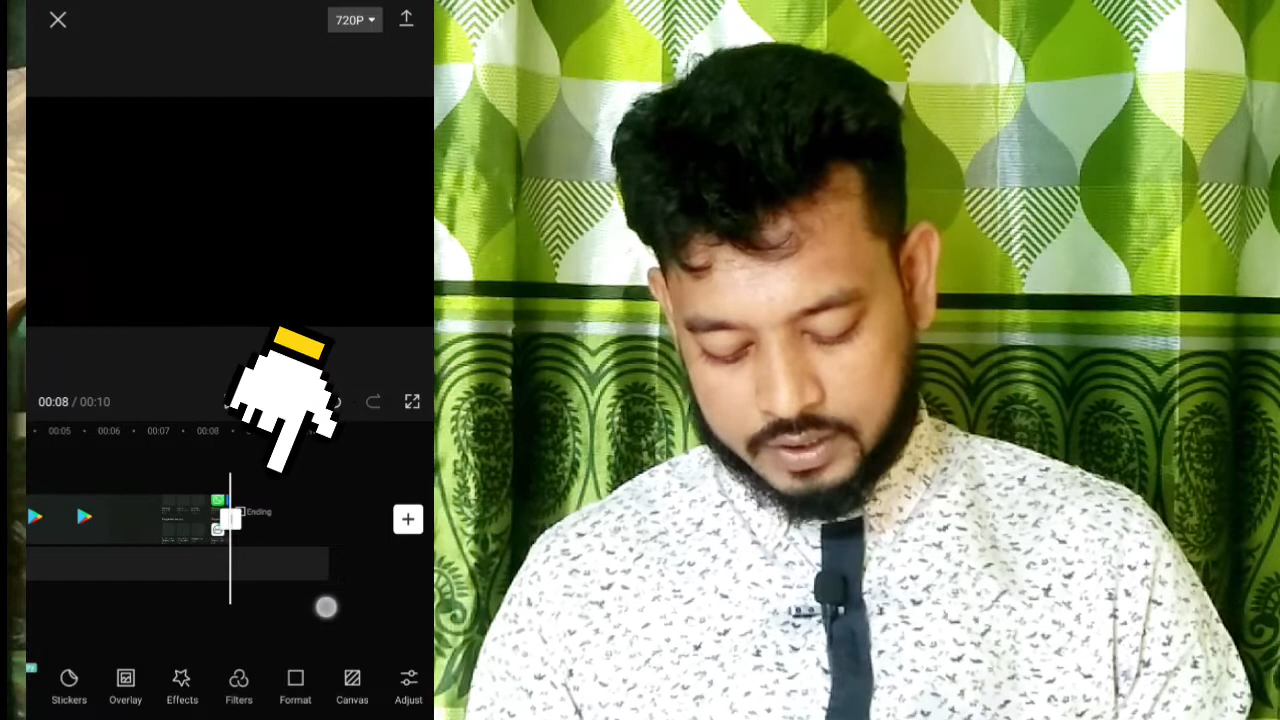 720P
00:08 / 00:10
00:05 00:06 00:07 00:08
Ending
Stickers Overlay Effects Filters Format Canvas Adjust